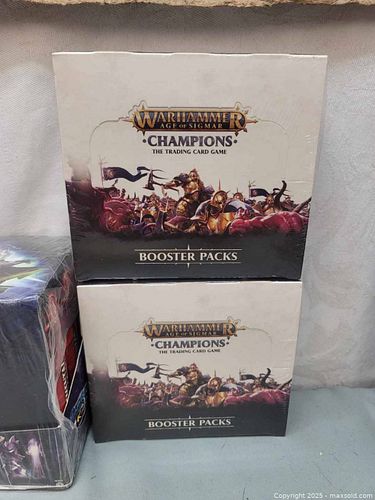 WARHAMMER
AGE OF SIGMAR
•CHAMPIONS•
THE TRADING CARD GAME
BOOSTER PACKS
WARHAMMER
AGE OF SIGMAR
•CHAMPIONS•
THE TRADING CARD GAME
BOOSTER PACKS
Copyright © 2025 - maxsold.com